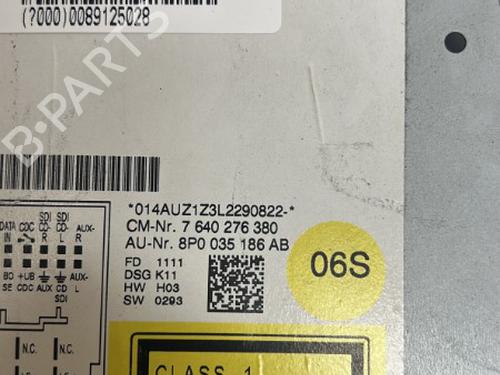 (?000)0089125028
B-PARTS
*014AUZ1Z3L2290822-*
CM-Nr. 7 640 276 380
AU-Nr. 8P0 035 186 AB
FD 1111
DSG K11
HW H03
SW 0293
06S
DATA IN
CDC
SDI CD- R
SDI CD- L
AUX- R
BO SE
+UB CDC
AUX
CD SDI
AUX- L
N.C.
N.C.
N.C.
N.C.
CLASS 1